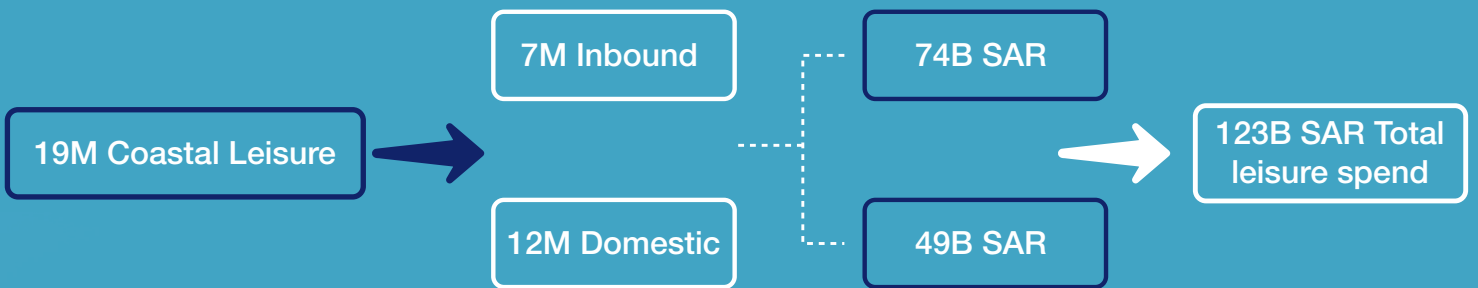 19M Coastal Leisure
7M Inbound
12M Domestic
74B SAR
49B SAR
123B SAR Total
leisure spend